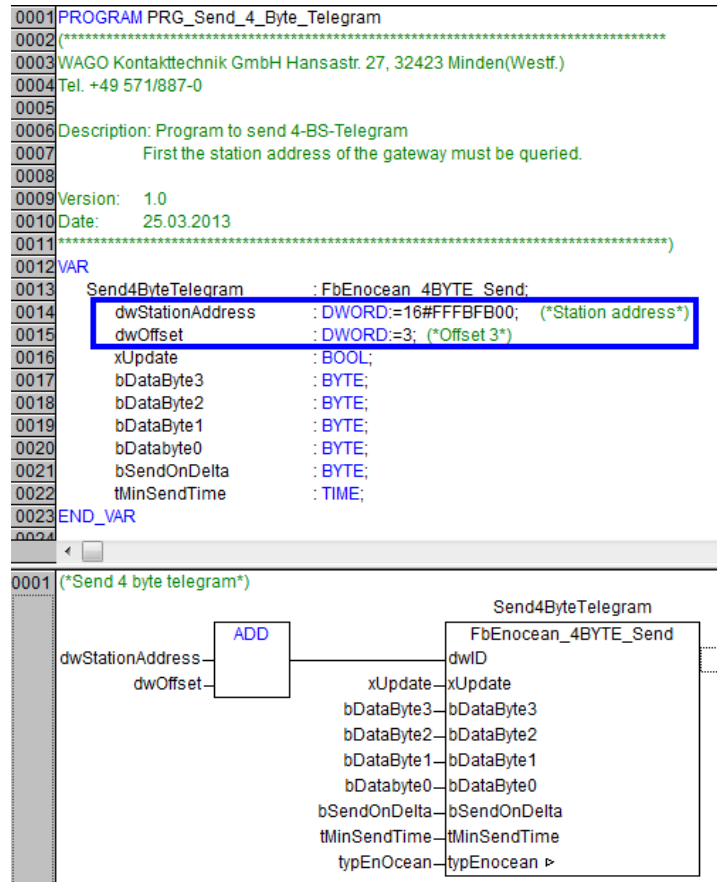 0001 PROGRAM PRG_Send_4_Byte_Telegram
0002 (*************************************************************************************
0003 WAGO Kontakttechnik GmbH Hansastr. 27, 32423 Minden(Westf.)
0004 Tel. +49 571/887-0
0005
0006 Description: Program to send 4-BS-Telegram
0007 First the station address of the gateway must be queried.
0008
0009 Version: 1.0
0010 Date: 25.03.2013
0011 *************************************************************************************)
0012 VAR
0013 Send4ByteTelegram : FbEnocean_4BYTE_Send;
0014 dwStationAddress : DWORD:=16#FFFBFB00; (*Station address*)
0015 dwOffset : DWORD:=3; (*Offset 3*)
0016 xUpdate : BOOL;
0017 bDataByte3 : BYTE;
0018 bDataByte2 : BYTE;
0019 bDataByte1 : BYTE;
0020 bDatabyte0 : BYTE;
0021 bSendOnDelta : BYTE;
0022 tMinSendTime : TIME;
0023 END_VAR
0024
0001 (*Send 4 byte telegram*)
Send4ByteTelegram
ADD FbEnocean_4BYTE_Send
dwStationAddress dwID
dwOffset xUpdate xUpdate
bDataByte3 bDataByte3
bDataByte2 bDataByte2
bDataByte1 bDataByte1
bDatabyte0 bDataByte0
bSendOnDelta bSendOnDelta
tMinSendTime tMinSendTime
typEnOcean typEnocean ▹